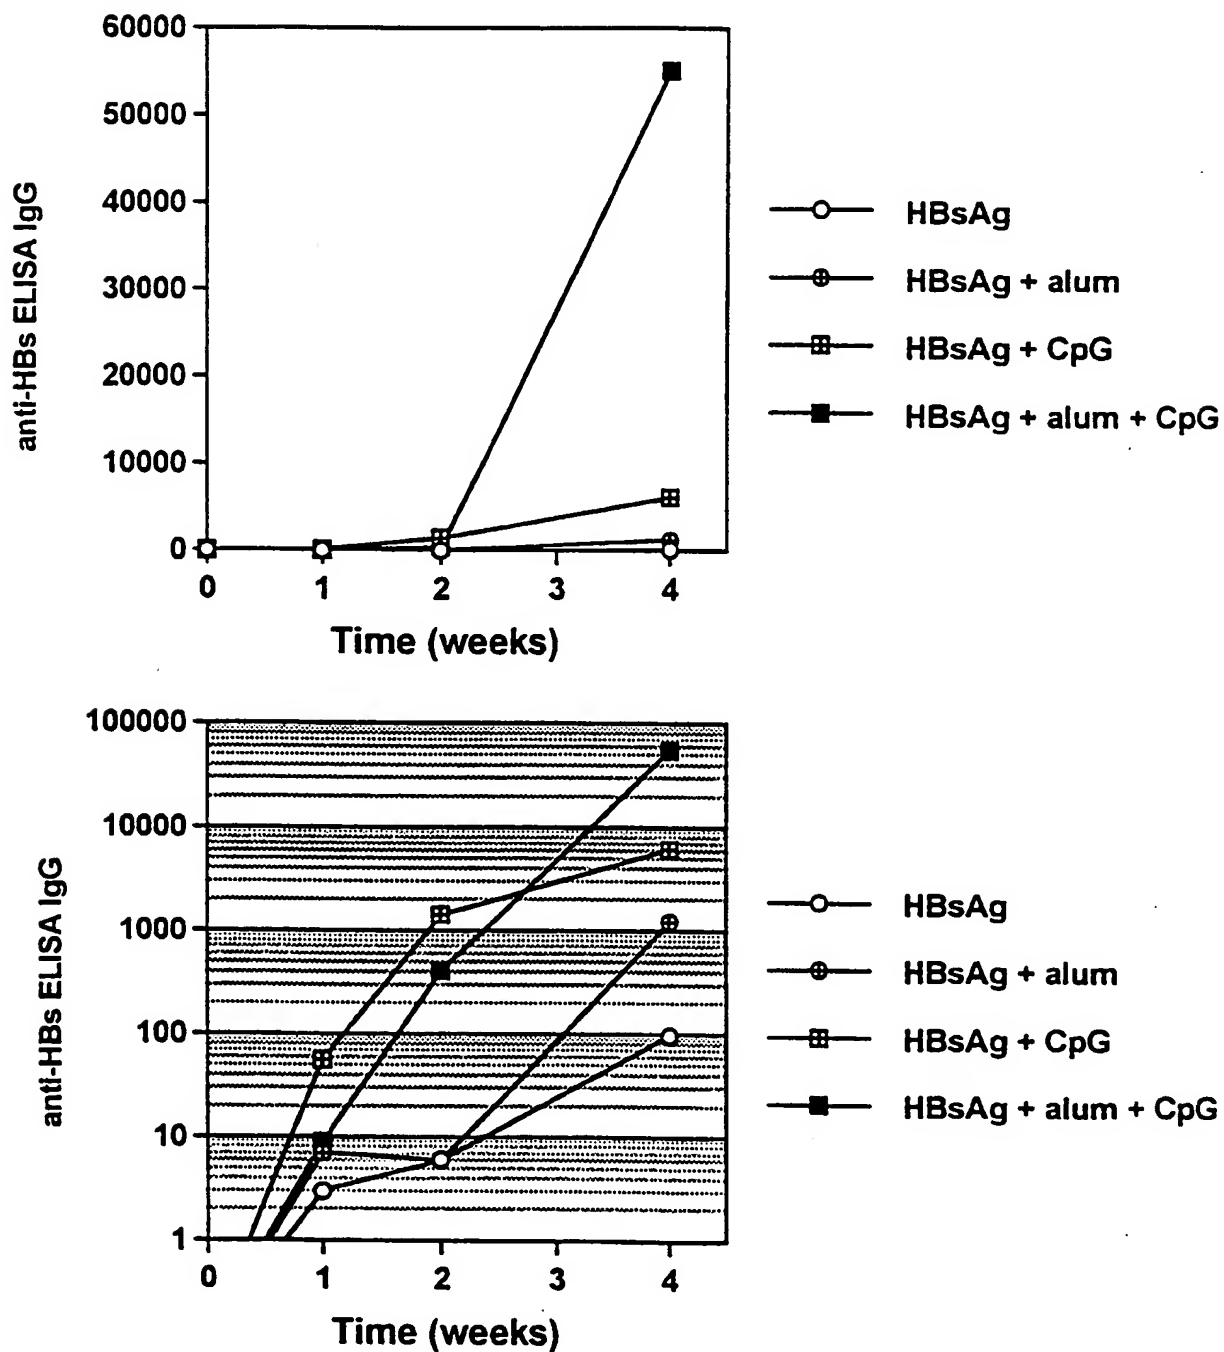 60000
50000
40000
30000
20000
10000
0
anti-HBs ELISA IgG
0 1 2 3 4
Time (weeks)
HBsAg
HBsAg + alum
HBsAg + CpG
HBsAg + alum + CpG
100000
10000
1000
100
10
1
anti-HBs ELISA IgG
0 1 2 3 4
Time (weeks)
HBsAg
HBsAg + alum
HBsAg + CpG
HBsAg + alum + CpG